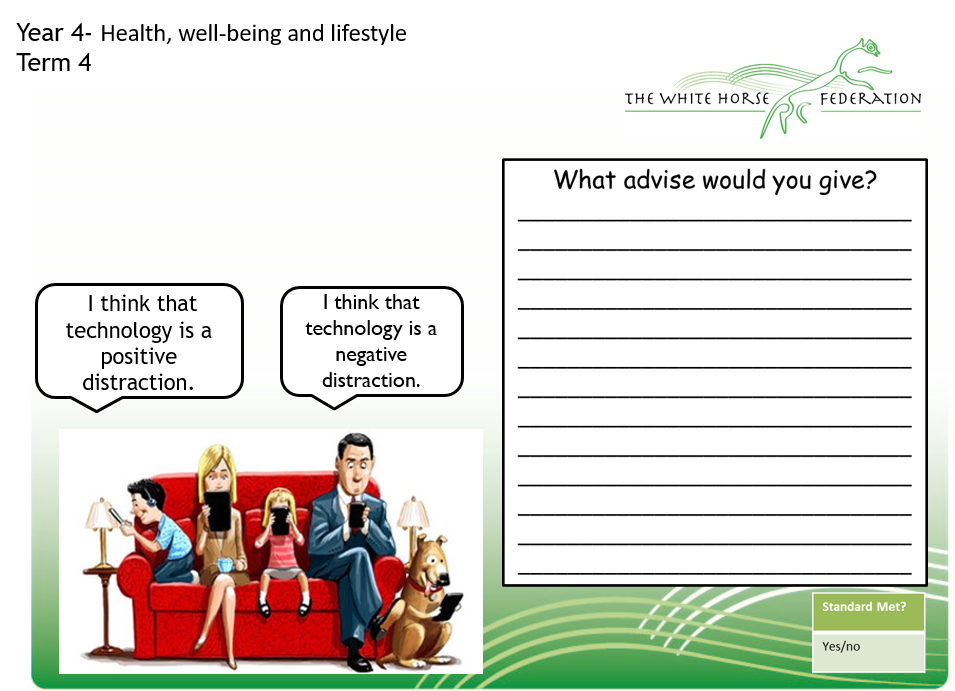 Year 4- Health, well-being and lifestyle
Term 4
THE WHITE HORSE FEDERATION
What advise would you give?
I think that
technology is a
positive
distraction.
I think that
technology is a
negative
distraction.
Standard Met?
Yes/no